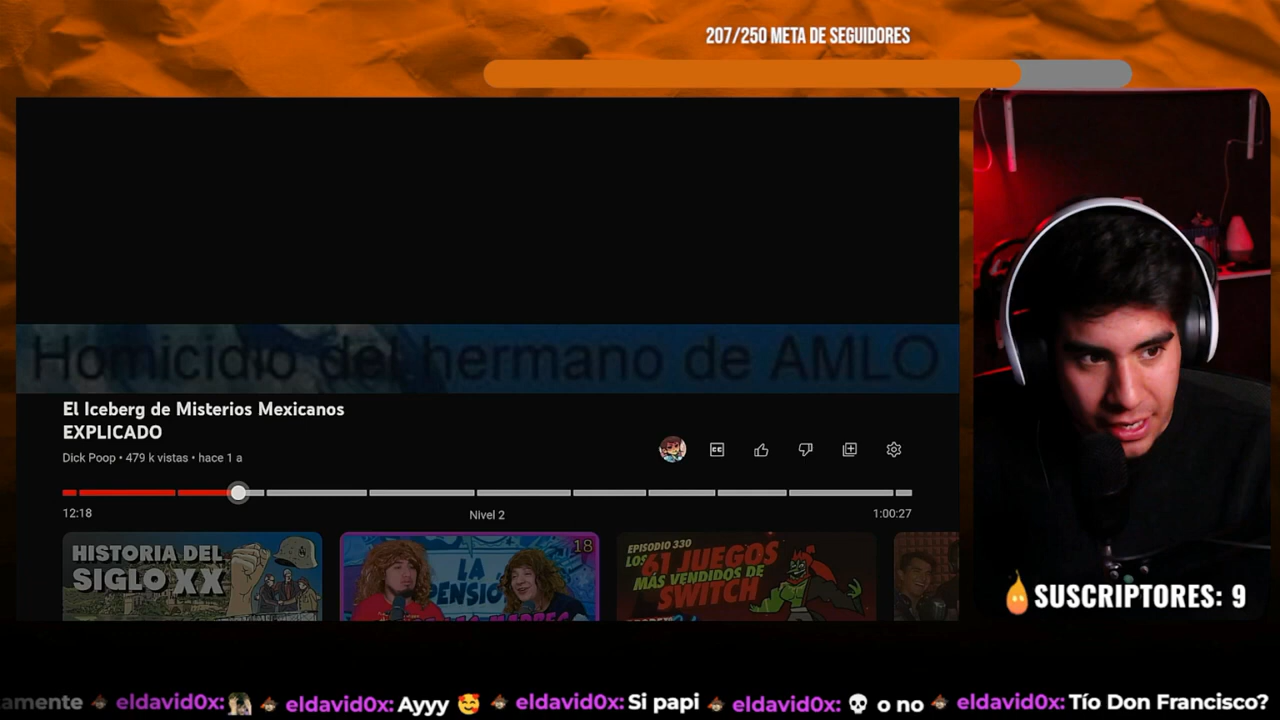 207/250 META DE SEGUIDORES
Homicidio del hermano de AMLO
El Iceberg de Misterios Mexicanos
EXPLICADO
Dick Poop • 479 k vistas • hace 1 a
CC
12:18
Nivel 2
1:00:27
HISTORIA DEL
SIGLO XX
18
LA
PENSIO
EPISODIO 330
LOS 61 JUEGOS
MÁS VENDIDOS DE
SWITCH
SUSCRIPTORES: 9
amente eldavid0x: eldavid0x: Ayyy 🥰 eldavid0x: Si papi eldavid0x: 💀 o no eldavid0x: Tío Don Francisco?